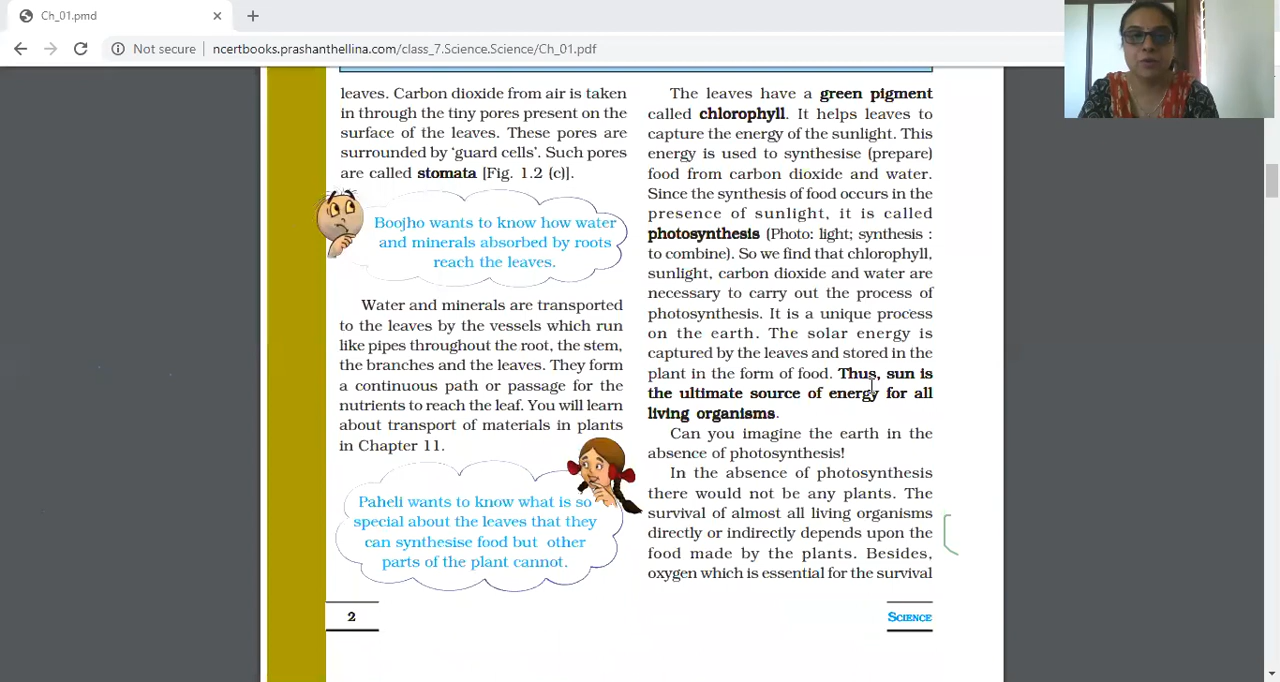 Ch_01.pmd
Not secure
ncertbooks.prashanthellina.com/class_7.Science.Science/Ch_01.pdf
leaves. Carbon dioxide from air is taken
in through the tiny pores present on the
surface of the leaves. These pores are
surrounded by ‘guard cells’. Such pores
are called stomata [Fig. 1.2 (c)].
Boojho wants to know how water
and minerals absorbed by roots
reach the leaves.
Water and minerals are transported
to the leaves by the vessels which run
like pipes throughout the root, the stem,
the branches and the leaves. They form
a continuous path or passage for the
nutrients to reach the leaf. You will learn
about transport of materials in plants
in Chapter 11.
Paheli wants to know what is so
special about the leaves that they
can synthesise food but other
parts of the plant cannot.
2
The leaves have a green pigment
called chlorophyll. It helps leaves to
capture the energy of the sunlight. This
energy is used to synthesise (prepare)
food from carbon dioxide and water.
Since the synthesis of food occurs in the
presence of sunlight, it is called
photosynthesis (Photo: light; synthesis :
to combine). So we find that chlorophyll,
sunlight, carbon dioxide and water are
necessary to carry out the process of
photosynthesis. It is a unique process
on the earth. The solar energy is
captured by the leaves and stored in the
plant in the form of food. Thus, sun is
the ultimate source of energy for all
living organisms.
Can you imagine the earth in the
absence of photosynthesis!
In the absence of photosynthesis
there would not be any plants. The
survival of almost all living organisms
directly or indirectly depends upon the
food made by the plants. Besides,
oxygen which is essential for the survival
SCIENCE